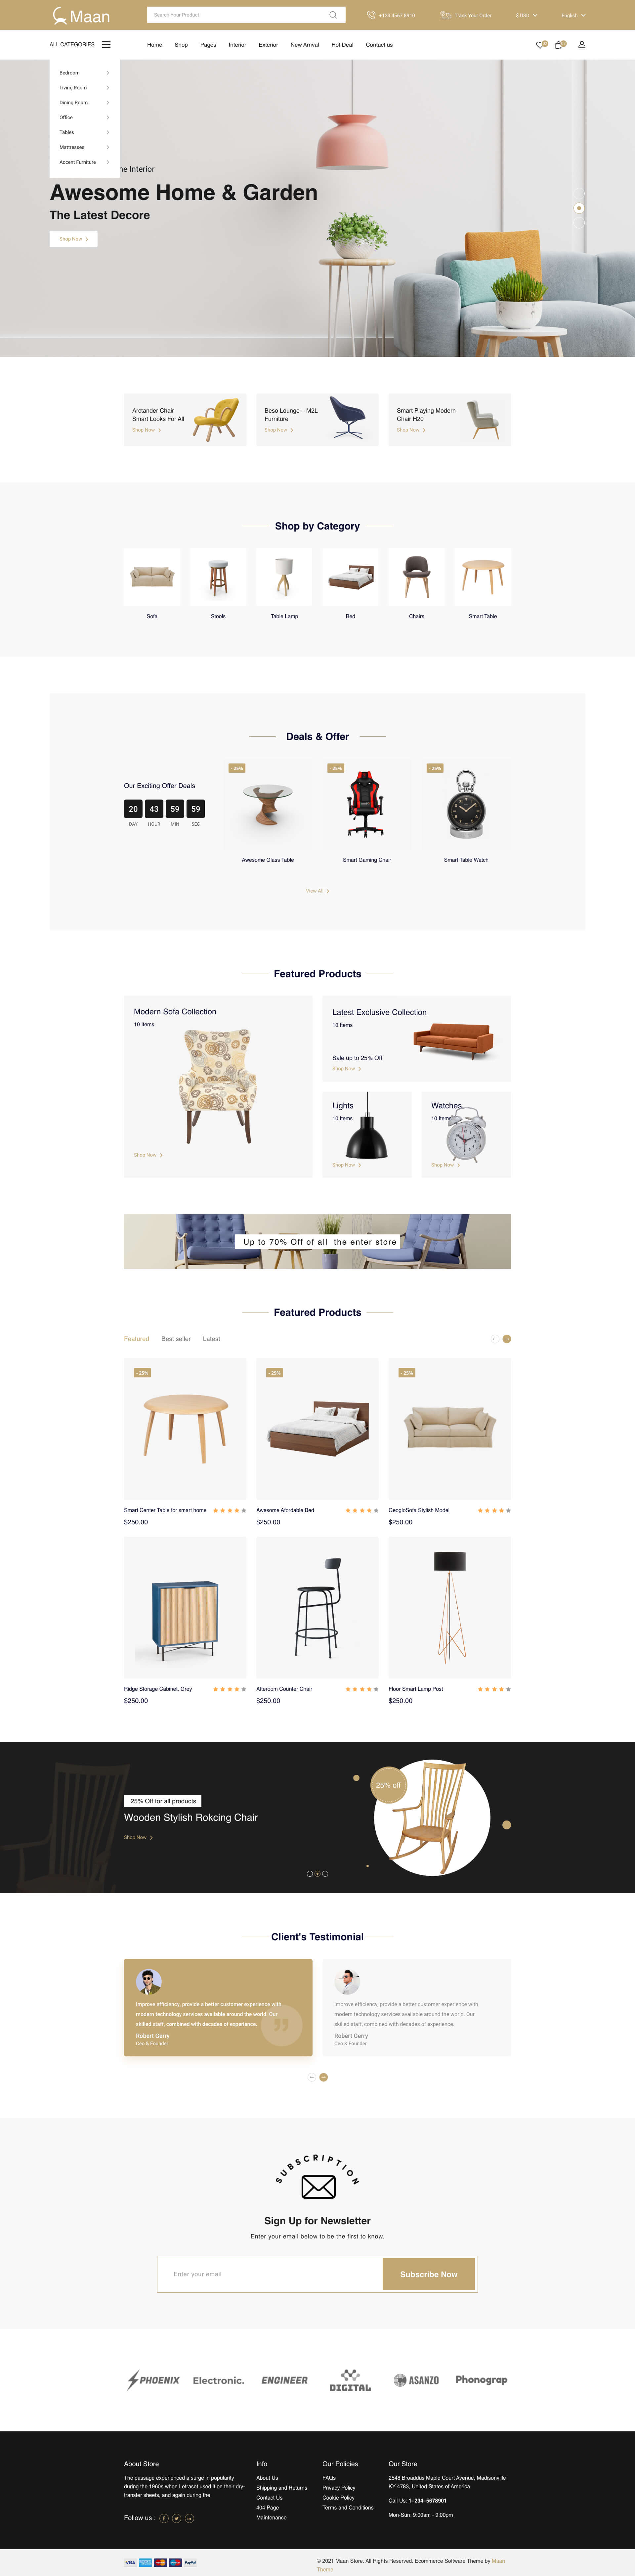 Maan
Search Your Product
+123 4567 8910
Track Your Order
$ USD
English
ALL CATEGORIES
Home
Shop
Pages
Interior
Exterior
New Arrival
Hot Deal
Contact us
Bedroom
Living Room
Dining Room
Office
Tables
Mattresses
Accent Furniture
Interior
Awesome Home & Garden
The Latest Decore
Shop Now
Arctander Chair
Smart Looks For All
Shop Now
Beso Lounge – M2L
Furniture
Shop Now
Smart Playing Modern
Chair H20
Shop Now
Shop by Category
Sofa
Stools
Table Lamp
Bed
Chairs
Smart Table
Deals & Offer
Our Exciting Offer Deals
20
43
59
59
DAY
HOUR
MIN
SEC
- 25%
- 25%
- 25%
Awesome Glass Table
Smart Gaming Chair
Smart Table Watch
View All
Featured Products
Modern Sofa Collection
10 Items
Shop Now
Latest Exclusive Collection
10 Items
Sale up to 25% Off
Shop Now
Lights
10 Items
Shop Now
Watches
10 Items
Shop Now
Up to 70% Off of all the enter store
Featured Products
Featured
Best seller
Latest
- 25%
- 25%
- 25%
Smart Center Table for smart home
$250.00
Awesome Afordable Bed
$250.00
GeogloSofa Stylish Model
$250.00
Ridge Storage Cabinet, Grey
$250.00
Afteroom Counter Chair
$250.00
Floor Smart Lamp Post
$250.00
25% Off for all products
Wooden Stylish Rokcing Chair
Shop Now
25% off
Client's Testimonial
Improve efficiency, provide a better customer experience with
modern technology services available around the world. Our
skilled staff, combined with decades of experience.
Robert Gerry
Ceo & Founder
Improve efficiency, provide a better customer experience with
modern technology services available around the world. Our
skilled staff, combined with decades of experience.
Robert Gerry
Ceo & Founder
SUBSCRIPTION
Sign Up for Newsletter
Enter your email below to be the first to know.
Enter your email
Subscribe Now
PHOENIX
Electronic.
ENGINEER
DIGITAL
ASANZO
Phonograp
About Store
The passage experienced a surge in popularity
during the 1960s when Letraset used it on their dry-
transfer sheets, and again during the
Follow us :
Info
About Us
Shipping and Returns
Contact Us
404 Page
Maintenance
Our Policies
FAQs
Privacy Policy
Cookie Policy
Terms and Conditions
Our Store
2548 Broaddus Maple Court Avenue, Madisonville
KY 4783, United States of America
Call Us: 1–234–5678901
Mon-Sun: 9:00am - 9:00pm
VISA
PayPal
© 2021 Maan Store. All Rights Reserved. Ecommerce Software Theme by Maan
Theme